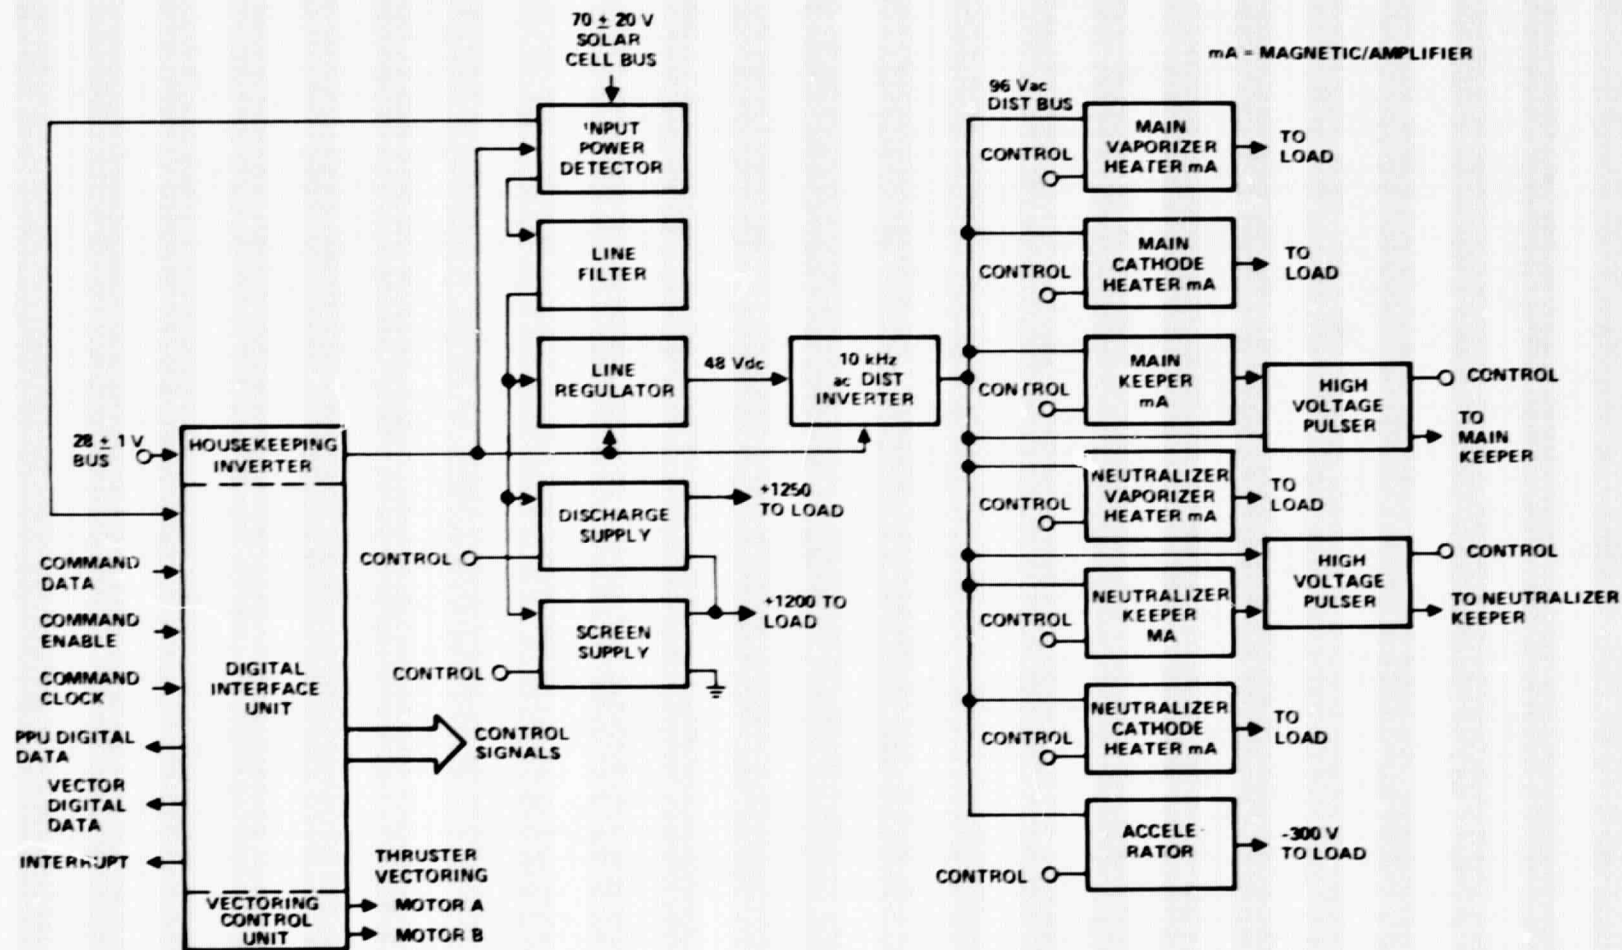 70 ± 20 V
SOLAR
CELL BUS
mA = MAGNETIC/AMPLIFIER
INPUT
POWER
DETECTOR
LINE
FILTER
LINE
REGULATOR
48 Vdc
10 kHz
ac DIST
INVERTER
28 ± 1 V
BUS
HOUSEKEEPING
INVERTER
DISCHARGE
SUPPLY
+1250
TO LOAD
CONTROL
SCREEN
SUPPLY
+1200 TO
LOAD
CONTROL
COMMAND
DATA
COMMAND
ENABLE
COMMAND
CLOCK
PPU DIGITAL
DATA
VECTOR
DIGITAL
DATA
INTERRUPT
DIGITAL
INTERFACE
UNIT
CONTROL
SIGNALS
VECTORING
CONTROL
UNIT
THRUSTER
VECTORING
MOTOR A
MOTOR B
96 Vac
DIST BUS
CONTROL
MAIN
VAPORIZER
HEATER mA
TO
LOAD
CONTROL
MAIN
CATHODE
HEATER mA
TO
LOAD
CONTROL
MAIN
KEEPER
mA
HIGH
VOLTAGE
PULSER
CONTROL
TO
MAIN
KEEPER
CONTROL
NEUTRALIZER
VAPORIZER
HEATER mA
TO
LOAD
CONTROL
NEUTRALIZER
KEEPER
MA
HIGH
VOLTAGE
PULSER
CONTROL
TO NEUTRALIZER
KEEPER
CONTROL
NEUTRALIZER
CATHODE
HEATER mA
TO
LOAD
CONTROL
ACCELE-
RATOR
-300 V
TO LOAD